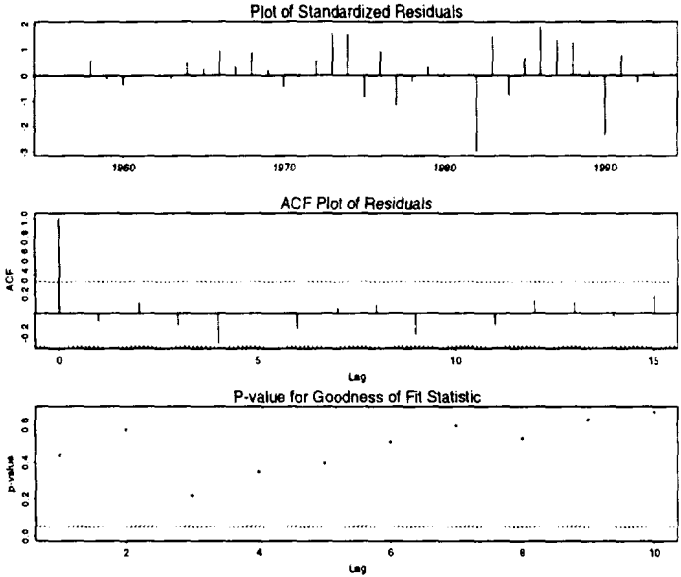 Plot of Standardized Residuals
2
1
0
-1
-2
-3
1960 1970 1980 1990
ACF Plot of Residuals
ACF
1.0
0.8
0.6
0.4
0.2
-0.2
0 5 10 15
Lag
P-value for Goodness of Fit Statistic
p-value
0.6
0.4
0.2
0.0
2 4 6 8 10
Lag